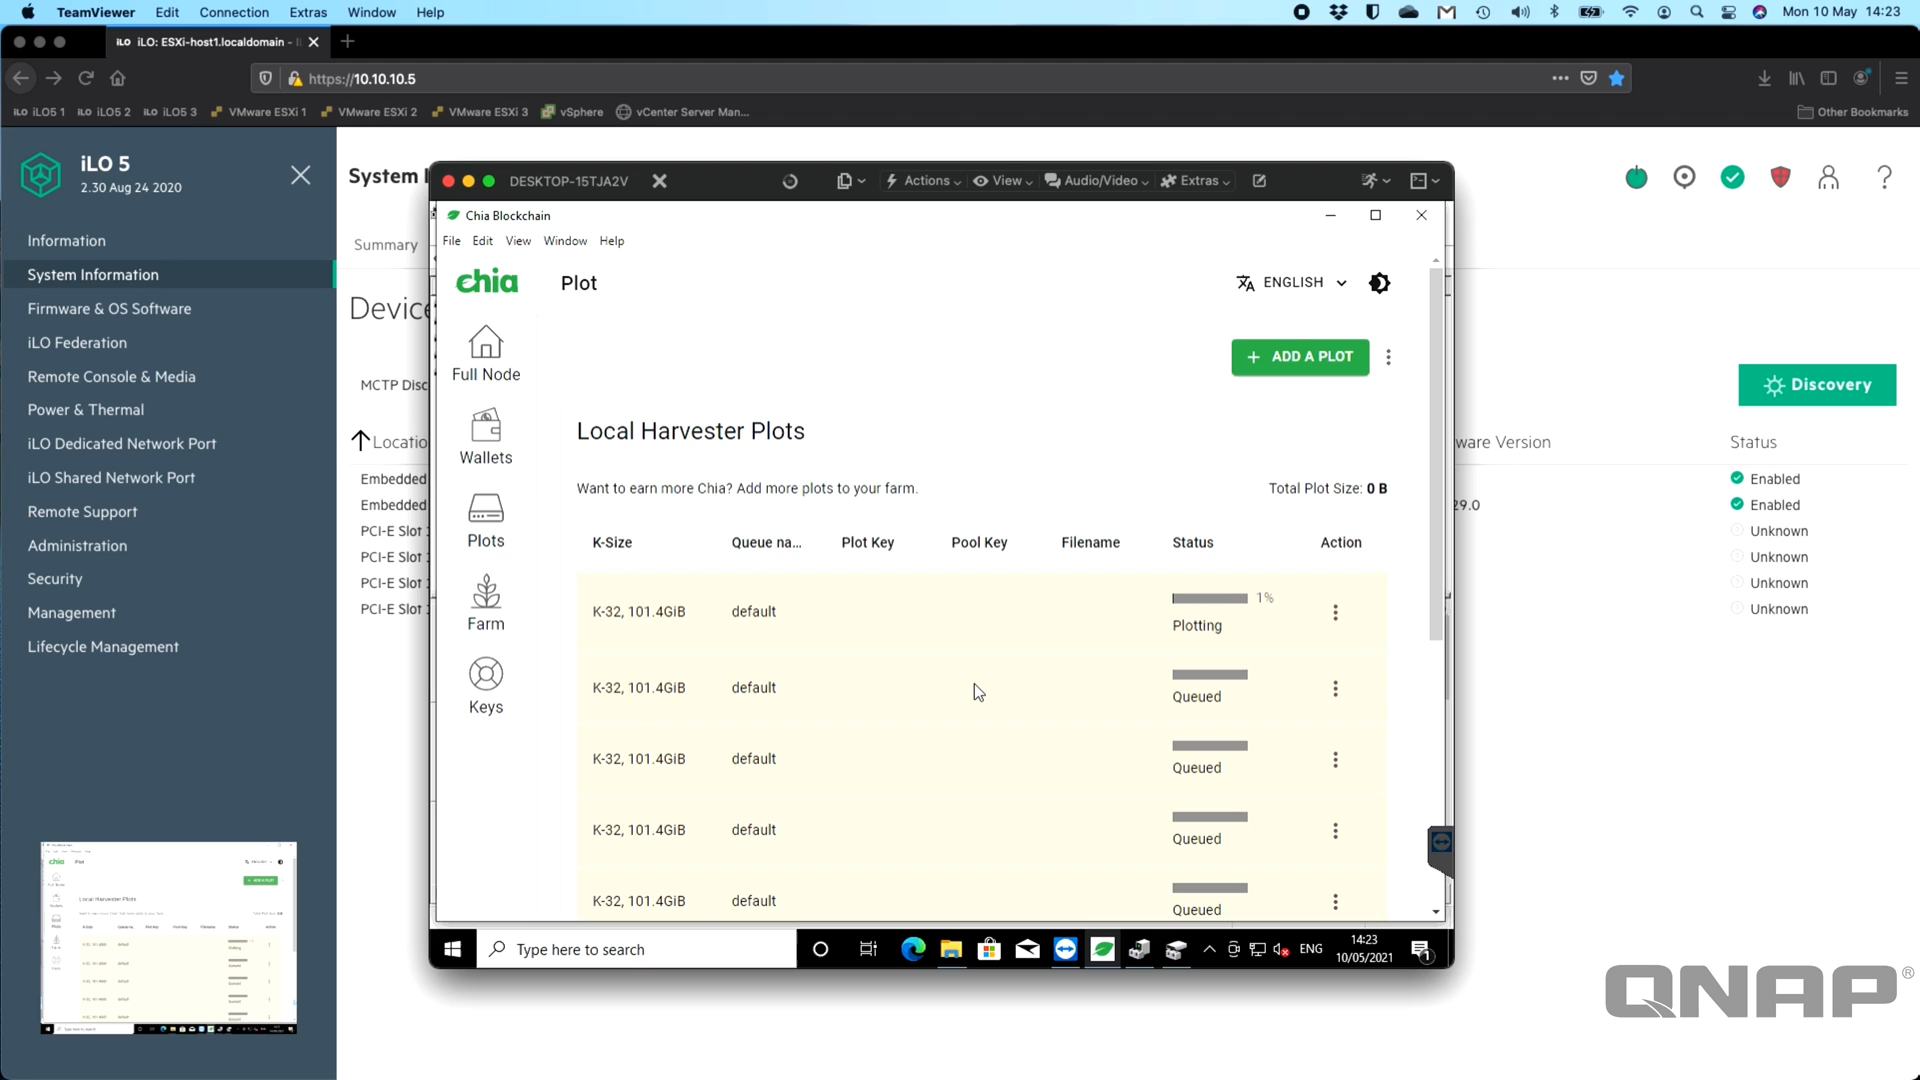 TeamViewer Edit Connection Extras Window Help
Mon 10 May 14:23
iLO iLO: ESXi-host1.localdomain -
https://10.10.10.5
iLO iLO5 1 iLO iLO5 2 iLO iLO5 3 VMware ESXi 1 VMware ESXi 2 VMware ESXi 3 vSphere vCenter Server Man... Other Bookmarks
iLO 5
2.30 Aug 24 2020
Information
System Information
Firmware & OS Software
iLO Federation
Remote Console & Media
Power & Thermal
iLO Dedicated Network Port
iLO Shared Network Port
Remote Support
Administration
Security
Management
Lifecycle Management
System I
Summary
Device
MCTP Disc
Discovery
Locatio
ware Version Status
Embedded Enabled
Embedded 29.0 Enabled
PCI-E Slot Unknown
PCI-E Slot Unknown
PCI-E Slot Unknown
PCI-E Slot Unknown
DESKTOP-15TJA2V Actions View Audio/Video Extras
Chia Blockchain
File Edit View Window Help
chia Plot ENGLISH
Full Node
Wallets
Plots
Farm
Keys
+ ADD A PLOT
Local Harvester Plots
Want to earn more Chia? Add more plots to your farm. Total Plot Size: 0 B
K-Size Queue na... Plot Key Pool Key Filename Status Action
K-32, 101.4GiB default 1%
Plotting
K-32, 101.4GiB default Queued
K-32, 101.4GiB default Queued
K-32, 101.4GiB default Queued
K-32, 101.4GiB default Queued
Type here to search
ENG
14:23
10/05/2021
1
QNAP®